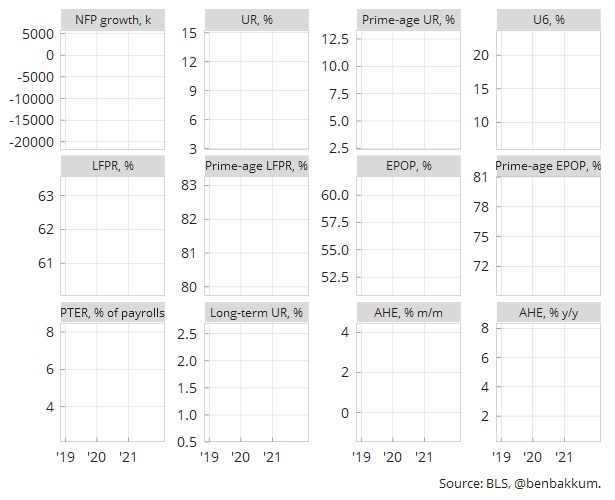 NFP growth, k
UR, %
Prime-age UR, %
U6, %
5000
0
-5000
-10000
-15000
-20000
15
12
9
6
3
12.5
10.0
7.5
5.0
2.5
20
10
LFPR, %
Prime-age LFPR, %
EPOP, %
Prime-age EPOP, %
63
62
61
83
82
81
80
60.0
57.5
55.0
52.5
81
78
75
72
PTER, % of payrolls
Long-term UR, %
AHE, % m/m
AHE, % y/y
8
6
4
2.5
2.0
1.5
1.0
0.5
4
2
0
8
6
4
2
'19 '20 '21
'19 '20 '21
'19 '20 '21
'19 '20 '21
Source: BLS, @benbakkum.